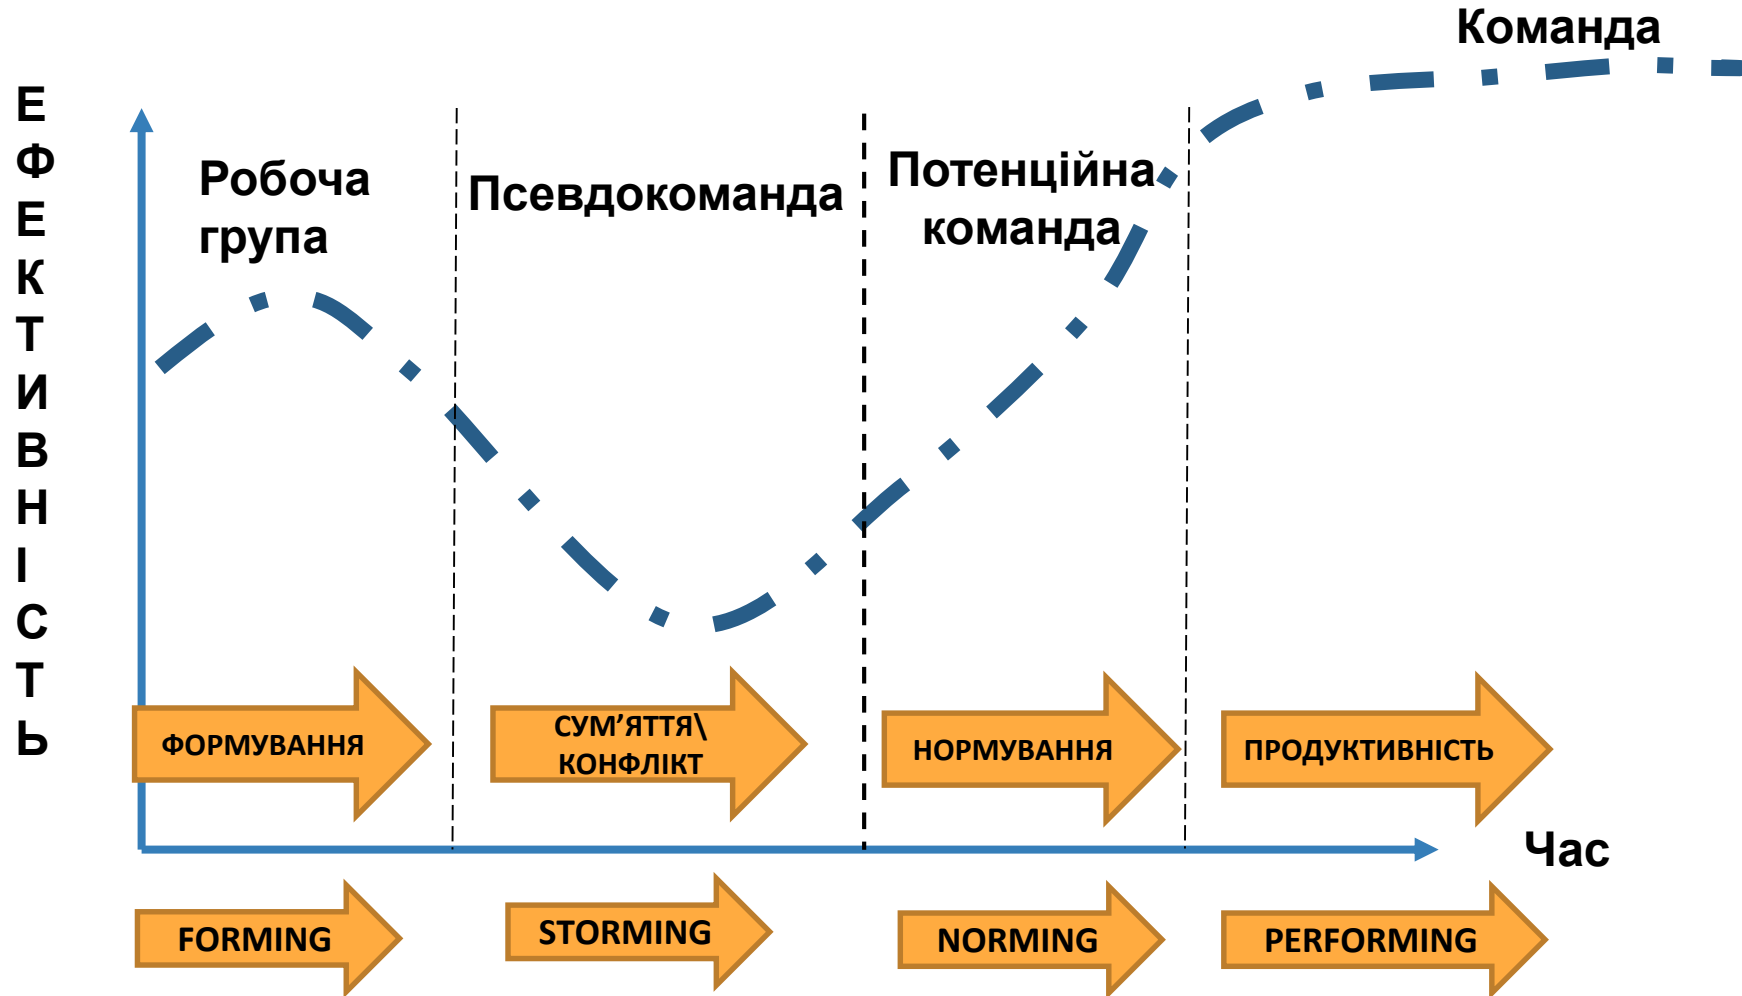 Команда
Е
Ф
Е
К
Т
И
В
Н
І
С
Т
Ь
Робоча
група
Псевдокоманда
Потенційна
команда
ФОРМУВАННЯ
СУМ’ЯТТЯ\
КОНФЛІКТ
НОРМУВАННЯ
ПРОДУКТИВНІСТЬ
Час
FORMING
STORMING
NORMING
PERFORMING